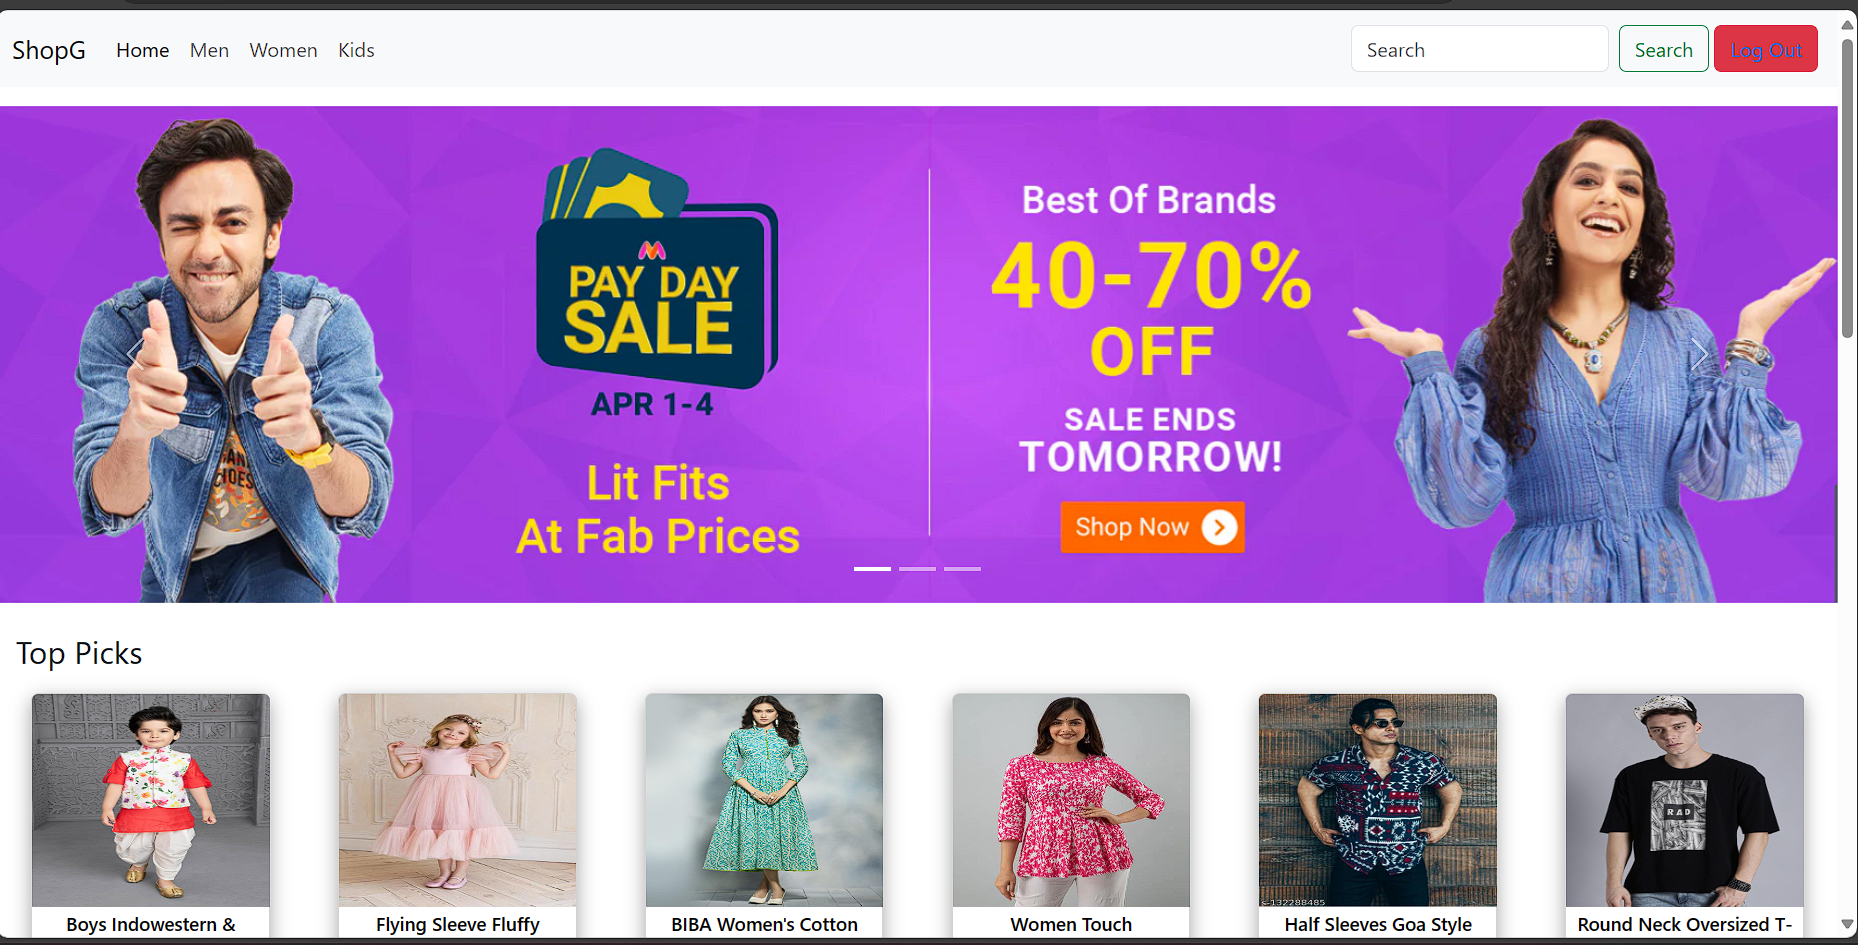 ShopG
Home
Men
Women
Kids
Search
Search
Log Out
PAY DAY
SALE
APR 1-4
Lit Fits
At Fab Prices
Best Of Brands
40-70%
OFF
SALE ENDS
TOMORROW!
Shop Now
Top Picks
RAD
s-132288485
Boys Indowestern &
Flying Sleeve Fluffy
BIBA Women's Cotton
Women Touch
Half Sleeves Goa Style
Round Neck Oversized T-